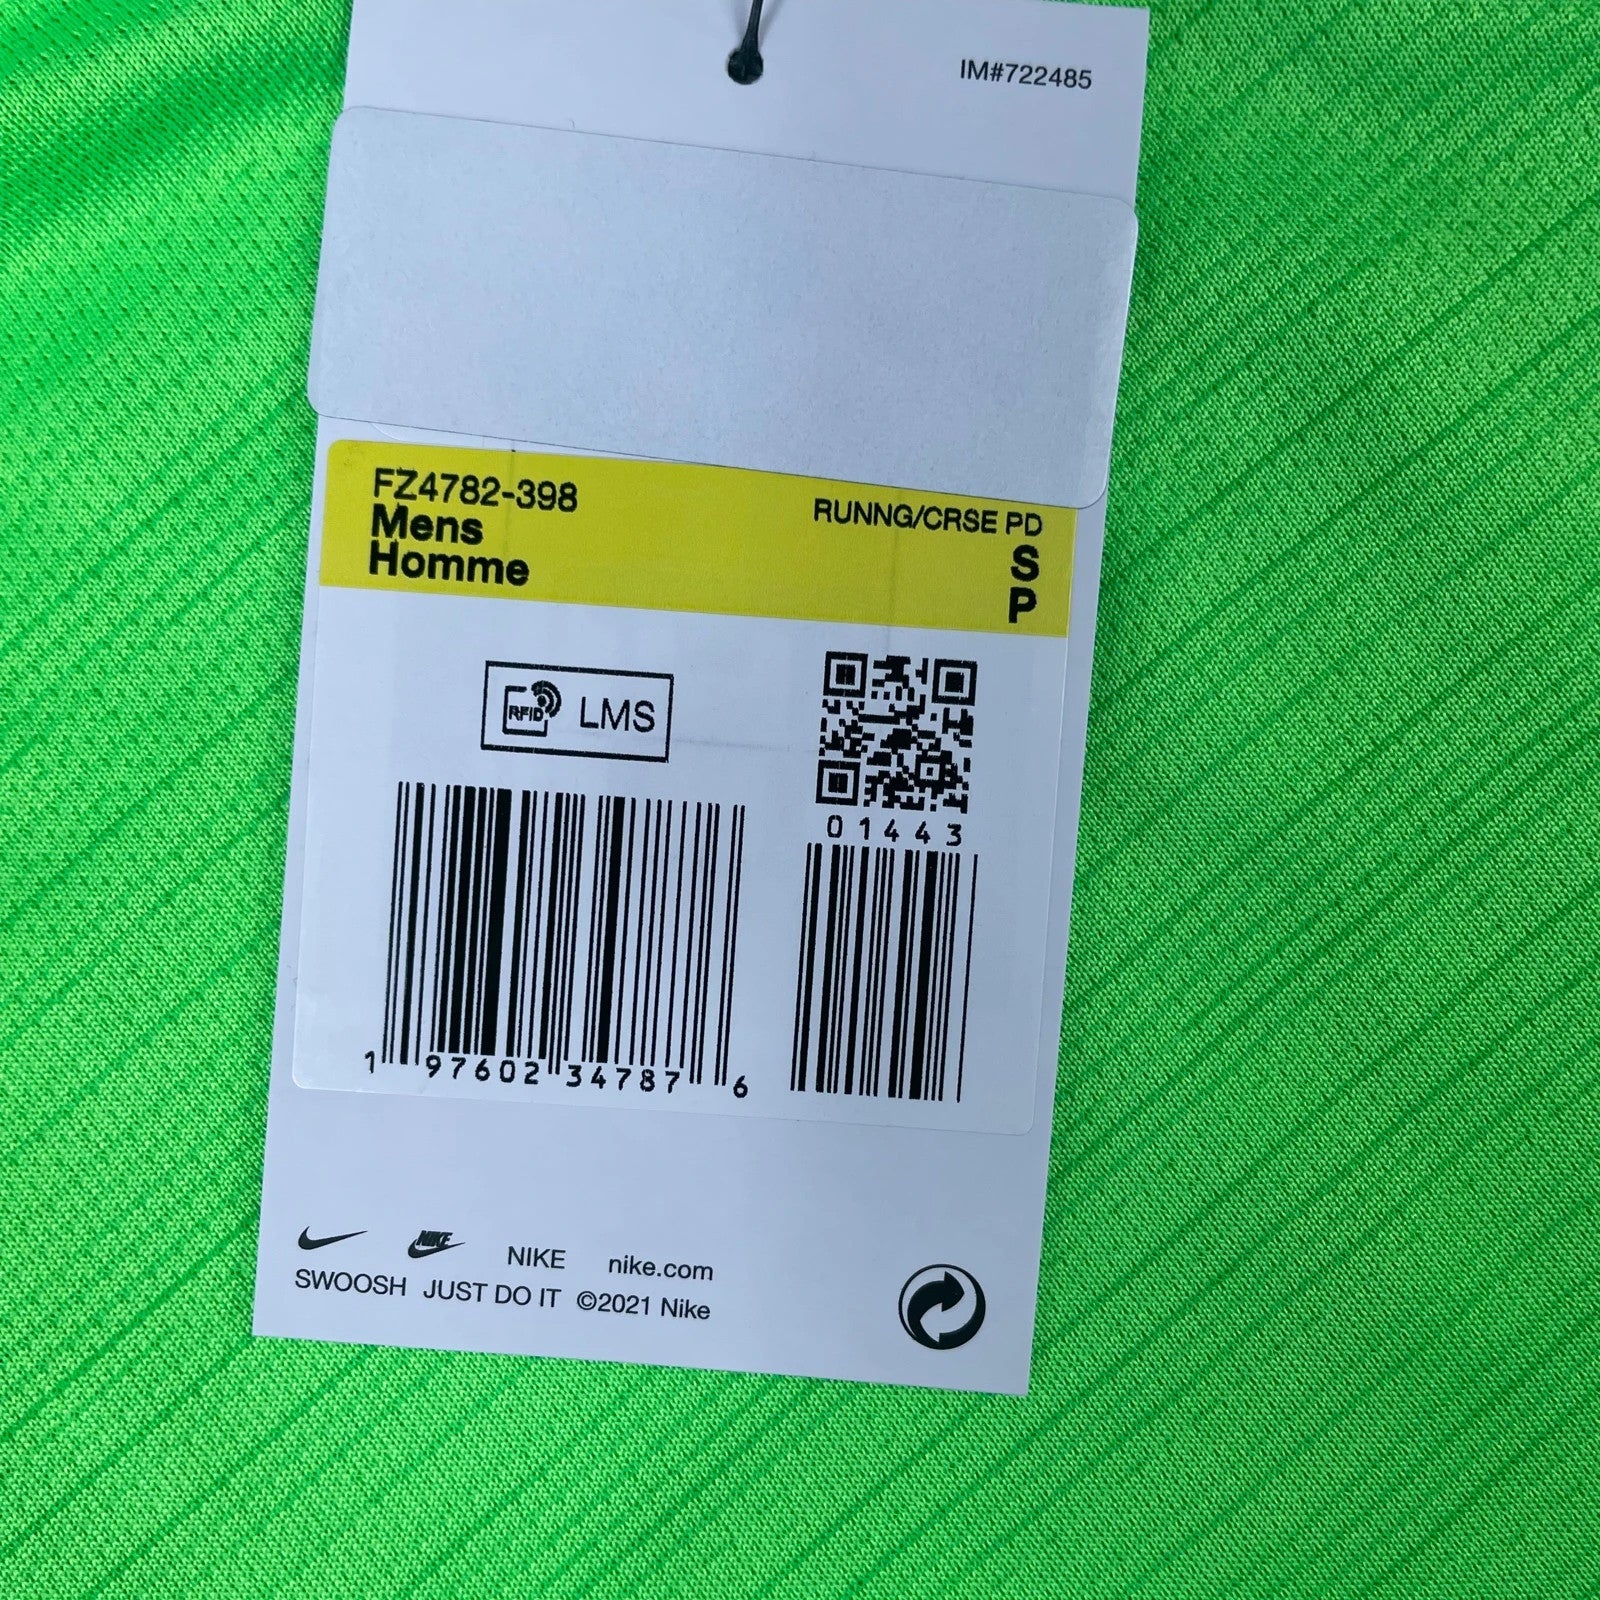 IM#722485
FZ4782-398
Mens
Homme
RUNNG/CRSE PD
S
P
RFID LMS
01443
1 97602 34787 6
NIKE NIKE nike.com
SWOOSH JUST DO IT ©2021 Nike